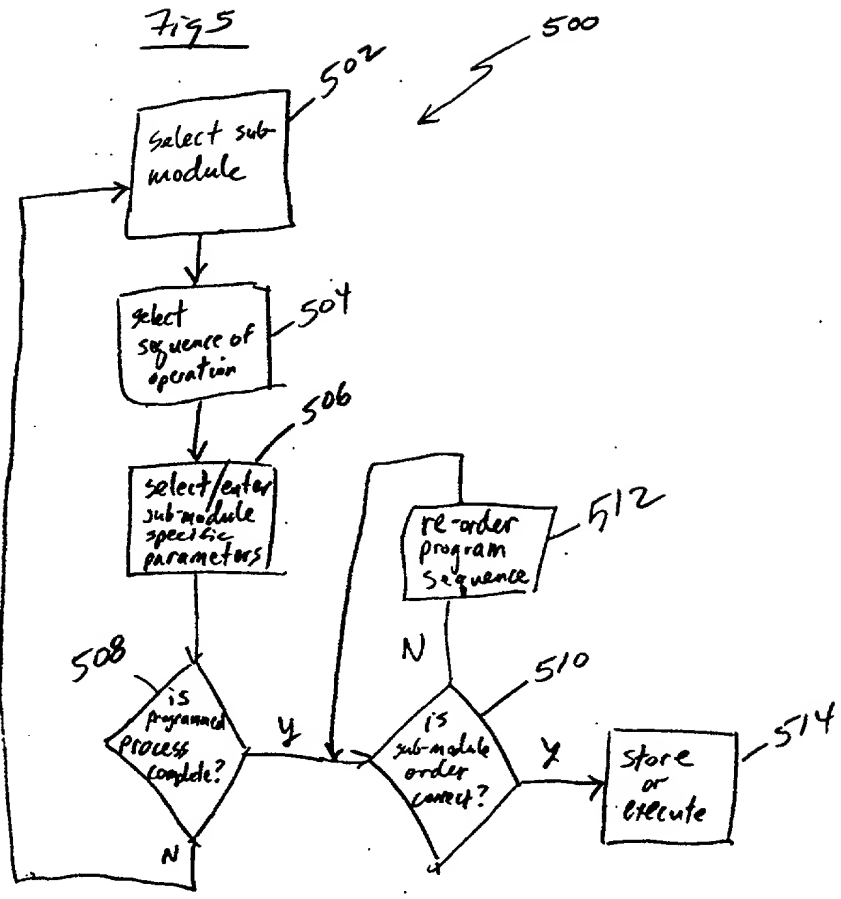 Fig 5
500
502
select sub-
module
504
select
sequence of
operation
506
select/enter
sub-module
specific
parameters
508
is
programmed
process
complete?
Y
N
512
re-order
program
sequence
N
510
is
sub-module
order
correct?
Y
514
store
or
execute